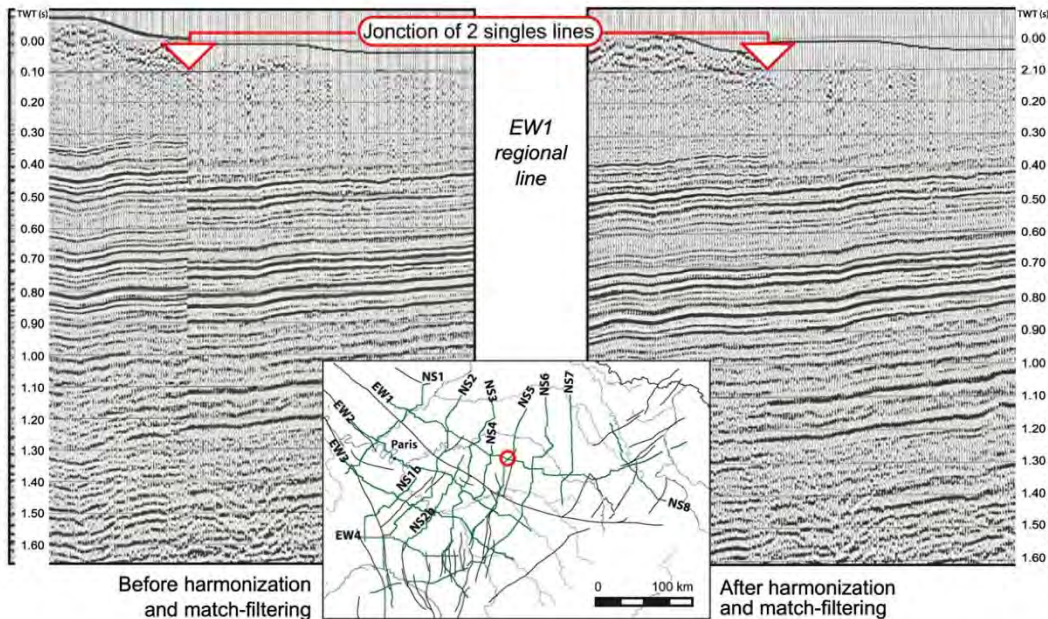 TWT (s)
Jonction of 2 singles lines
TWT (s)
0.00
0.10
0.20
0.30
0.40
0.50
0.60
0.70
0.80
0.90
1.00
1.10
1.20
1.30
1.40
1.50
1.60
EW1
regional
line
0.00
2.10
0.20
0.30
0.40
0.50
0.60
0.70
0.80
0.90
1.00
1.10
1.20
1.30
1.40
1.50
1.60
NS1
NS2
NS3
NS4
NS5
NS6
NS7
EW1
EW2
Paris
EW3
NS1b
NS2b
NS8
EW4
0 100 km
Before harmonization
and match-filtering
After harmonization
and match-filtering